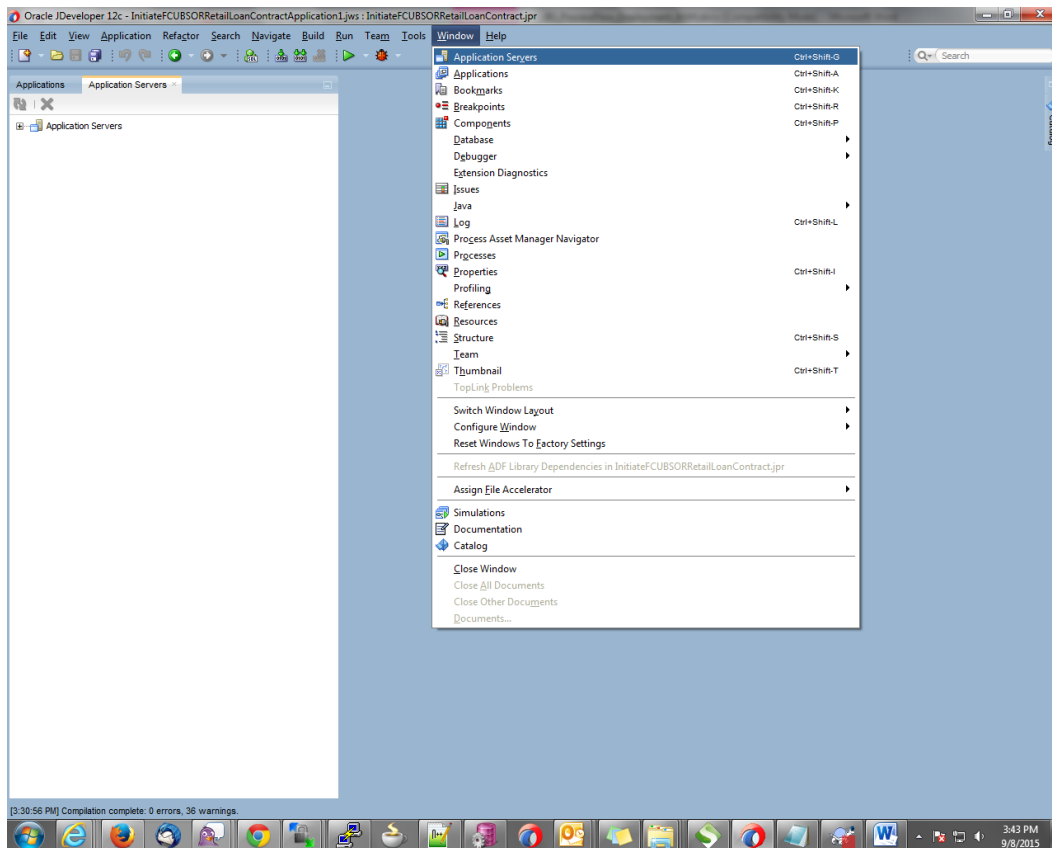 Oracle JDeveloper 12c - InitiateFCUBSORRetailLoanContractApplication1.jws : InitiateFCUBSORRetailLoanContract.jpr
File Edit View Application Refactor Search Navigate Build Run Team Tools Window Help
Search
Applications Application Servers
Application Servers
Application Servers Ctrl+Shift-G
Applications Ctrl+Shift-A
Bookmarks Ctrl+Shift-K
Breakpoints Ctrl+Shift-R
Components Ctrl+Shift-P
Database
Debugger
Extension Diagnostics
Issues
Java
Log Ctrl+Shift-L
Process Asset Manager Navigator
Processes
Properties Ctrl+Shift-I
Profiling
References
Resources
Structure Ctrl+Shift-S
Team
Thumbnail Ctrl+Shift-T
TopLink Problems
Switch Window Layout
Configure Window
Reset Windows To Factory Settings
Refresh ADF Library Dependencies in InitiateFCUBSORRetailLoanContract.jpr
Assign File Accelerator
Simulations
Documentation
Catalog
Close Window
Close All Documents
Close Other Documents
Documents...
Catalog
[3:30:56 PM] Compilation complete: 0 errors, 36 warnings.
3:43 PM
9/8/2015